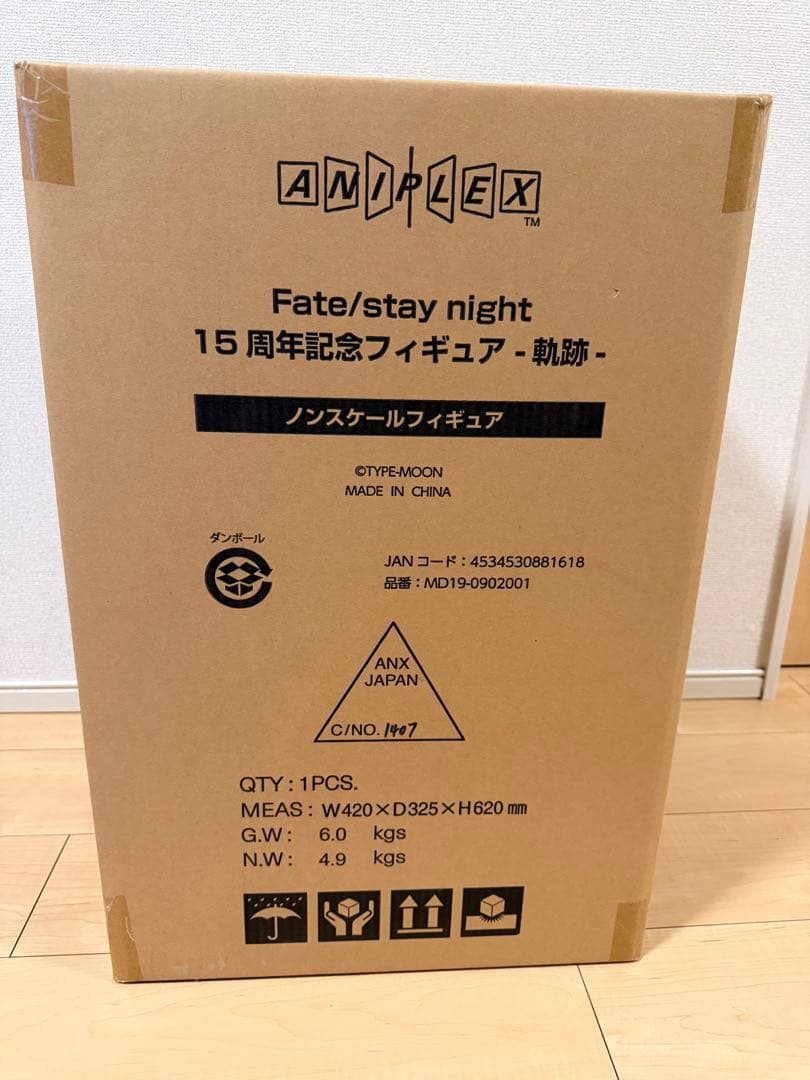 ANIPLEX
TM
Fate/stay night
15周年記念フィギュア -軌跡-
ノンスケールフィギュア
©TYPE-MOON
MADE IN CHINA
ダンボール
JANコード：4534530881618
品番：MD19-0902001
ANX
JAPAN
C/NO. 1407
QTY：1PCS.
MEAS：W420×D325×H620㎜
G.W： 6.0 kgs
N.W： 4.9 kgs